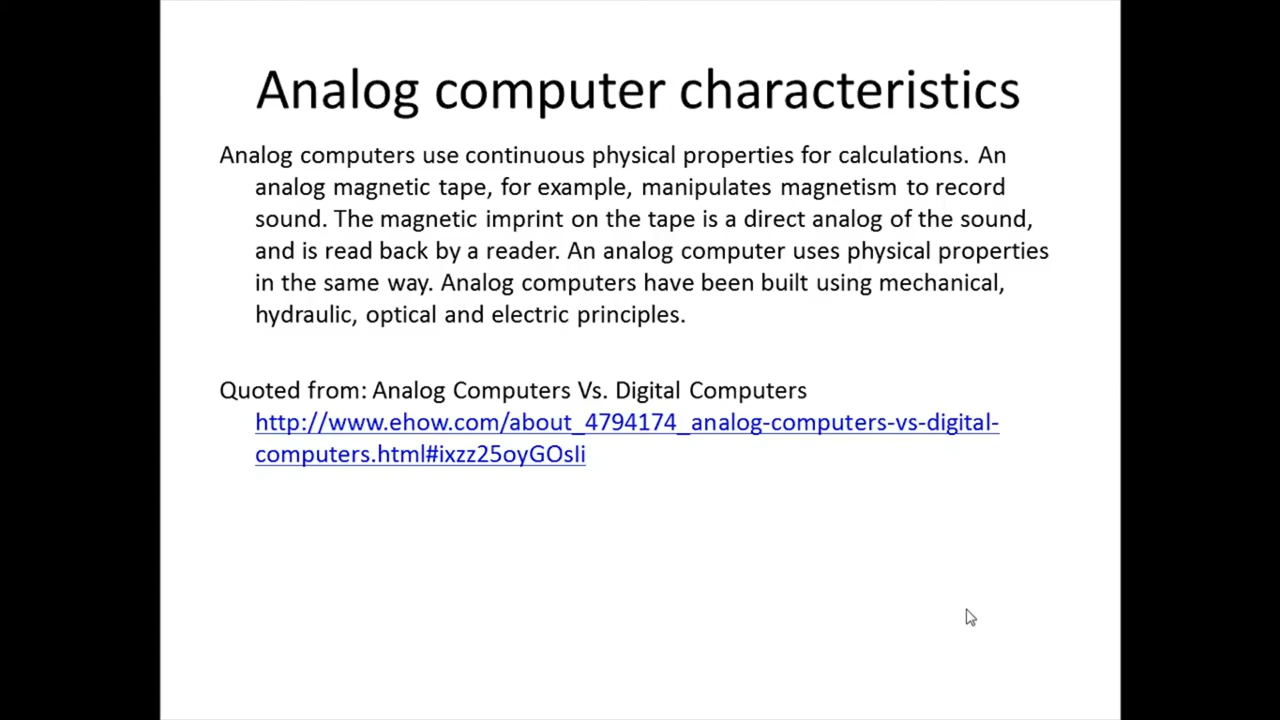 Analog computer characteristics
Analog computers use continuous physical properties for calculations. An
analog magnetic tape, for example, manipulates magnetism to record
sound. The magnetic imprint on the tape is a direct analog of the sound,
and is read back by a reader. An analog computer uses physical properties
in the same way. Analog computers have been built using mechanical,
hydraulic, optical and electric principles.
Quoted from: Analog Computers Vs. Digital Computers
http://www.ehow.com/about_4794174_analog-computers-vs-digital-
computers.html#ixzz25oyGOsli